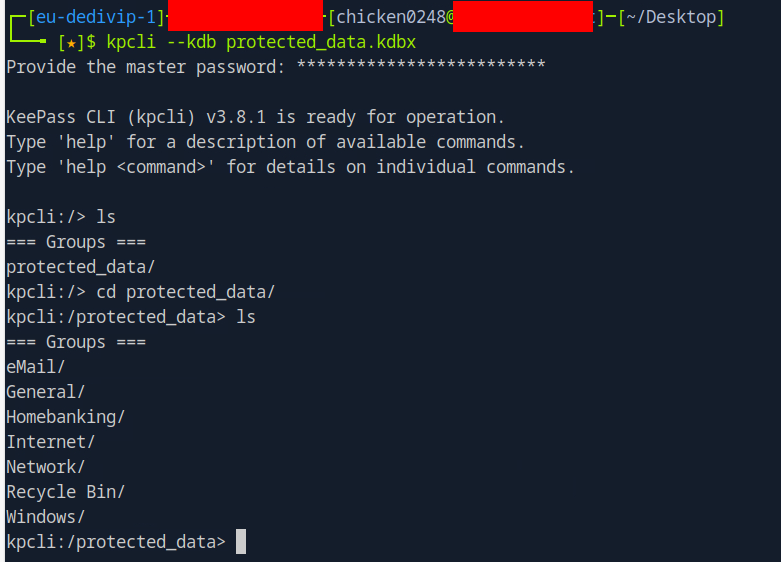 [eu-dedivip-1]─[chicken0248@]─[~/Desktop]
[★]$ kpcli --kdb protected_data.kdbx
Provide the master password: *************************
KeePass CLI (kpcli) v3.8.1 is ready for operation.
Type 'help' for a description of available commands.
Type 'help <command>' for details on individual commands.
kpcli:/> ls
=== Groups ===
protected_data/
kpcli:/> cd protected_data/
kpcli:/protected_data> ls
=== Groups ===
eMail/
General/
Homebanking/
Internet/
Network/
Recycle Bin/
Windows/
kpcli:/protected_data>